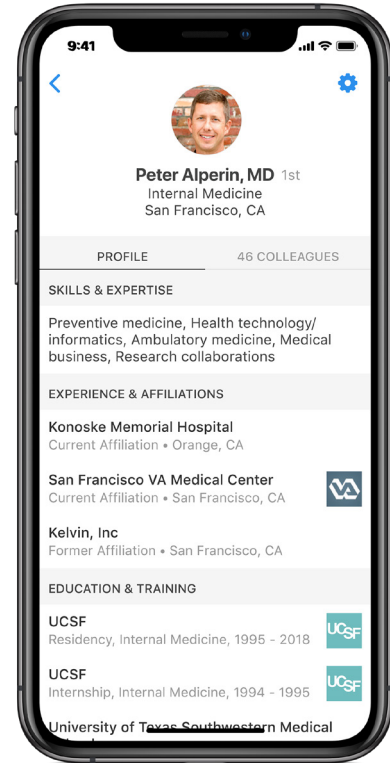 9:41
Peter Alperin, MD 1st
Internal Medicine
San Francisco, CA
PROFILE 46 COLLEAGUES
SKILLS & EXPERTISE
Preventive medicine, Health technology/
informatics, Ambulatory medicine, Medical
business, Research collaborations
EXPERIENCE & AFFILIATIONS
Konoske Memorial Hospital
Current Affiliation • Orange, CA
San Francisco VA Medical Center
Current Affiliation • San Francisco, CA
VA
Kelvin, Inc
Former Affiliation • San Francisco, CA
EDUCATION & TRAINING
UCSF
Residency, Internal Medicine, 1995 - 2018
UCSF
UCSF
Internship, Internal Medicine, 1994 - 1995
UCSF
University of Texas Southwestern Medical